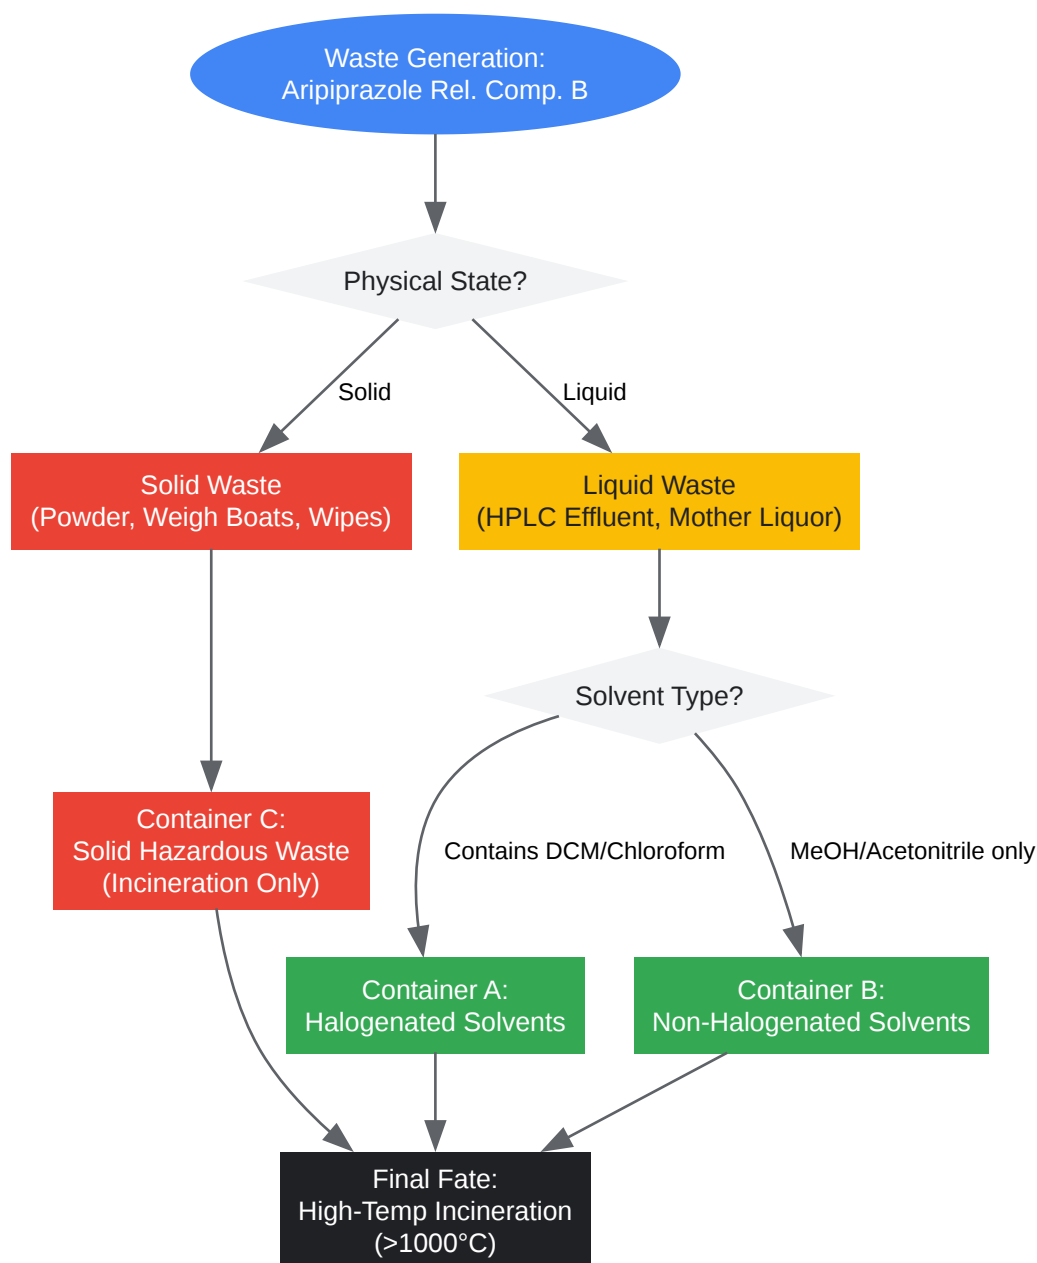 Waste Generation:
Aripiprazole Rel. Comp. B
Physical State?
Solid
Liquid
Solid Waste
(Powder, Weigh Boats, Wipes)
Liquid Waste
(HPLC Effluent, Mother Liquor)
Solvent Type?
Container C:
Solid Hazardous Waste
(Incineration Only)
Contains DCM/Chloroform
MeOH/Acetonitrile only
Container A:
Halogenated Solvents
Container B:
Non-Halogenated Solvents
Final Fate:
High-Temp Incineration
(>1000°C)